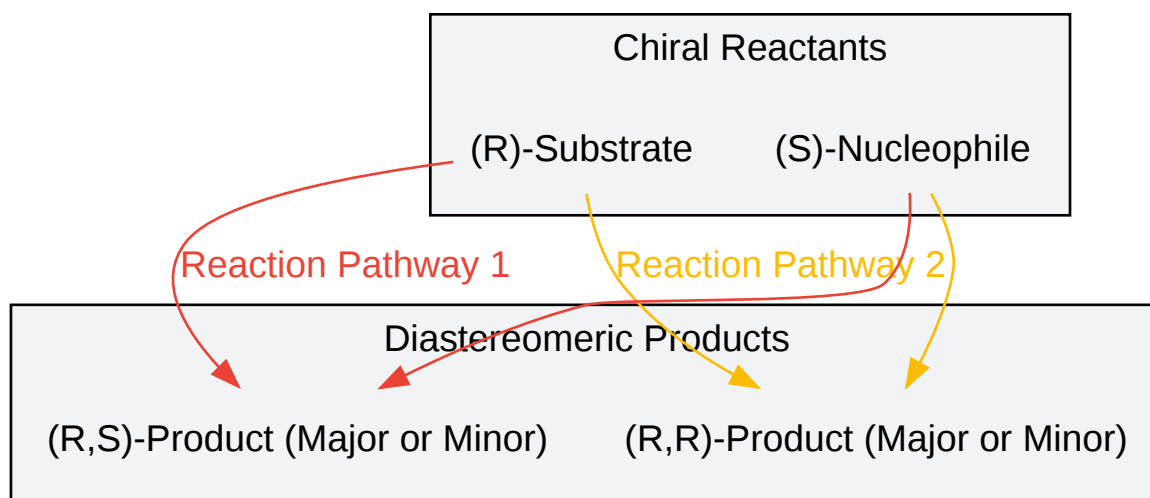 Chiral Reactants
(R)-Substrate
(S)-Nucleophile
Reaction Pathway 1
Reaction Pathway 2
Diastereomeric Products
(R,S)-Product (Major or Minor)
(R,R)-Product (Major or Minor)